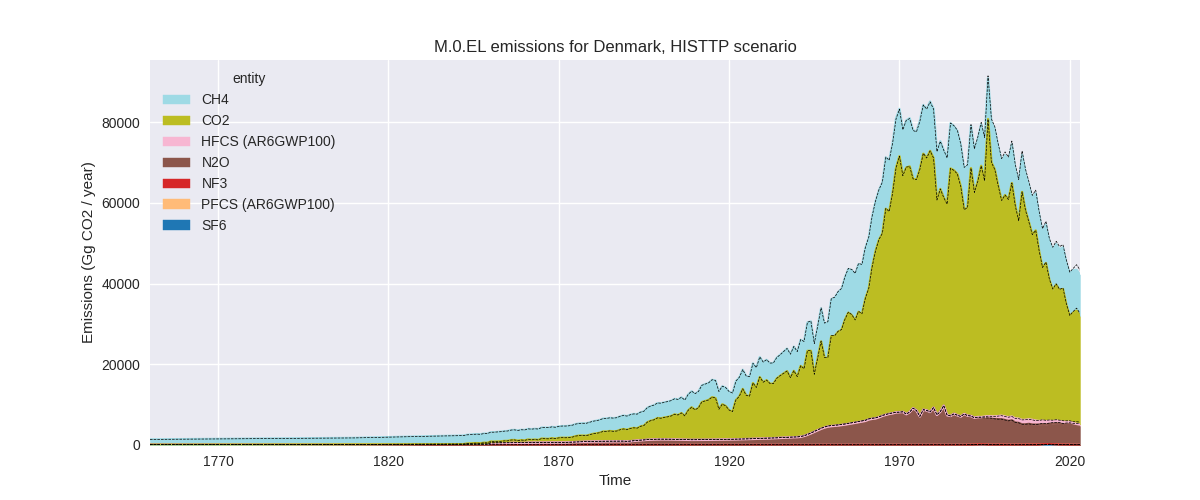 M.0.EL emissions for Denmark, HISTTP scenario
entity
CH4
CO2
HFCS (AR6GWP100)
N2O
NF3
PFCS (AR6GWP100)
SF6
Emissions (Gg CO2 / year)
80000
60000
40000
20000
0
1770
1820
1870
1920
1970
2020
Time